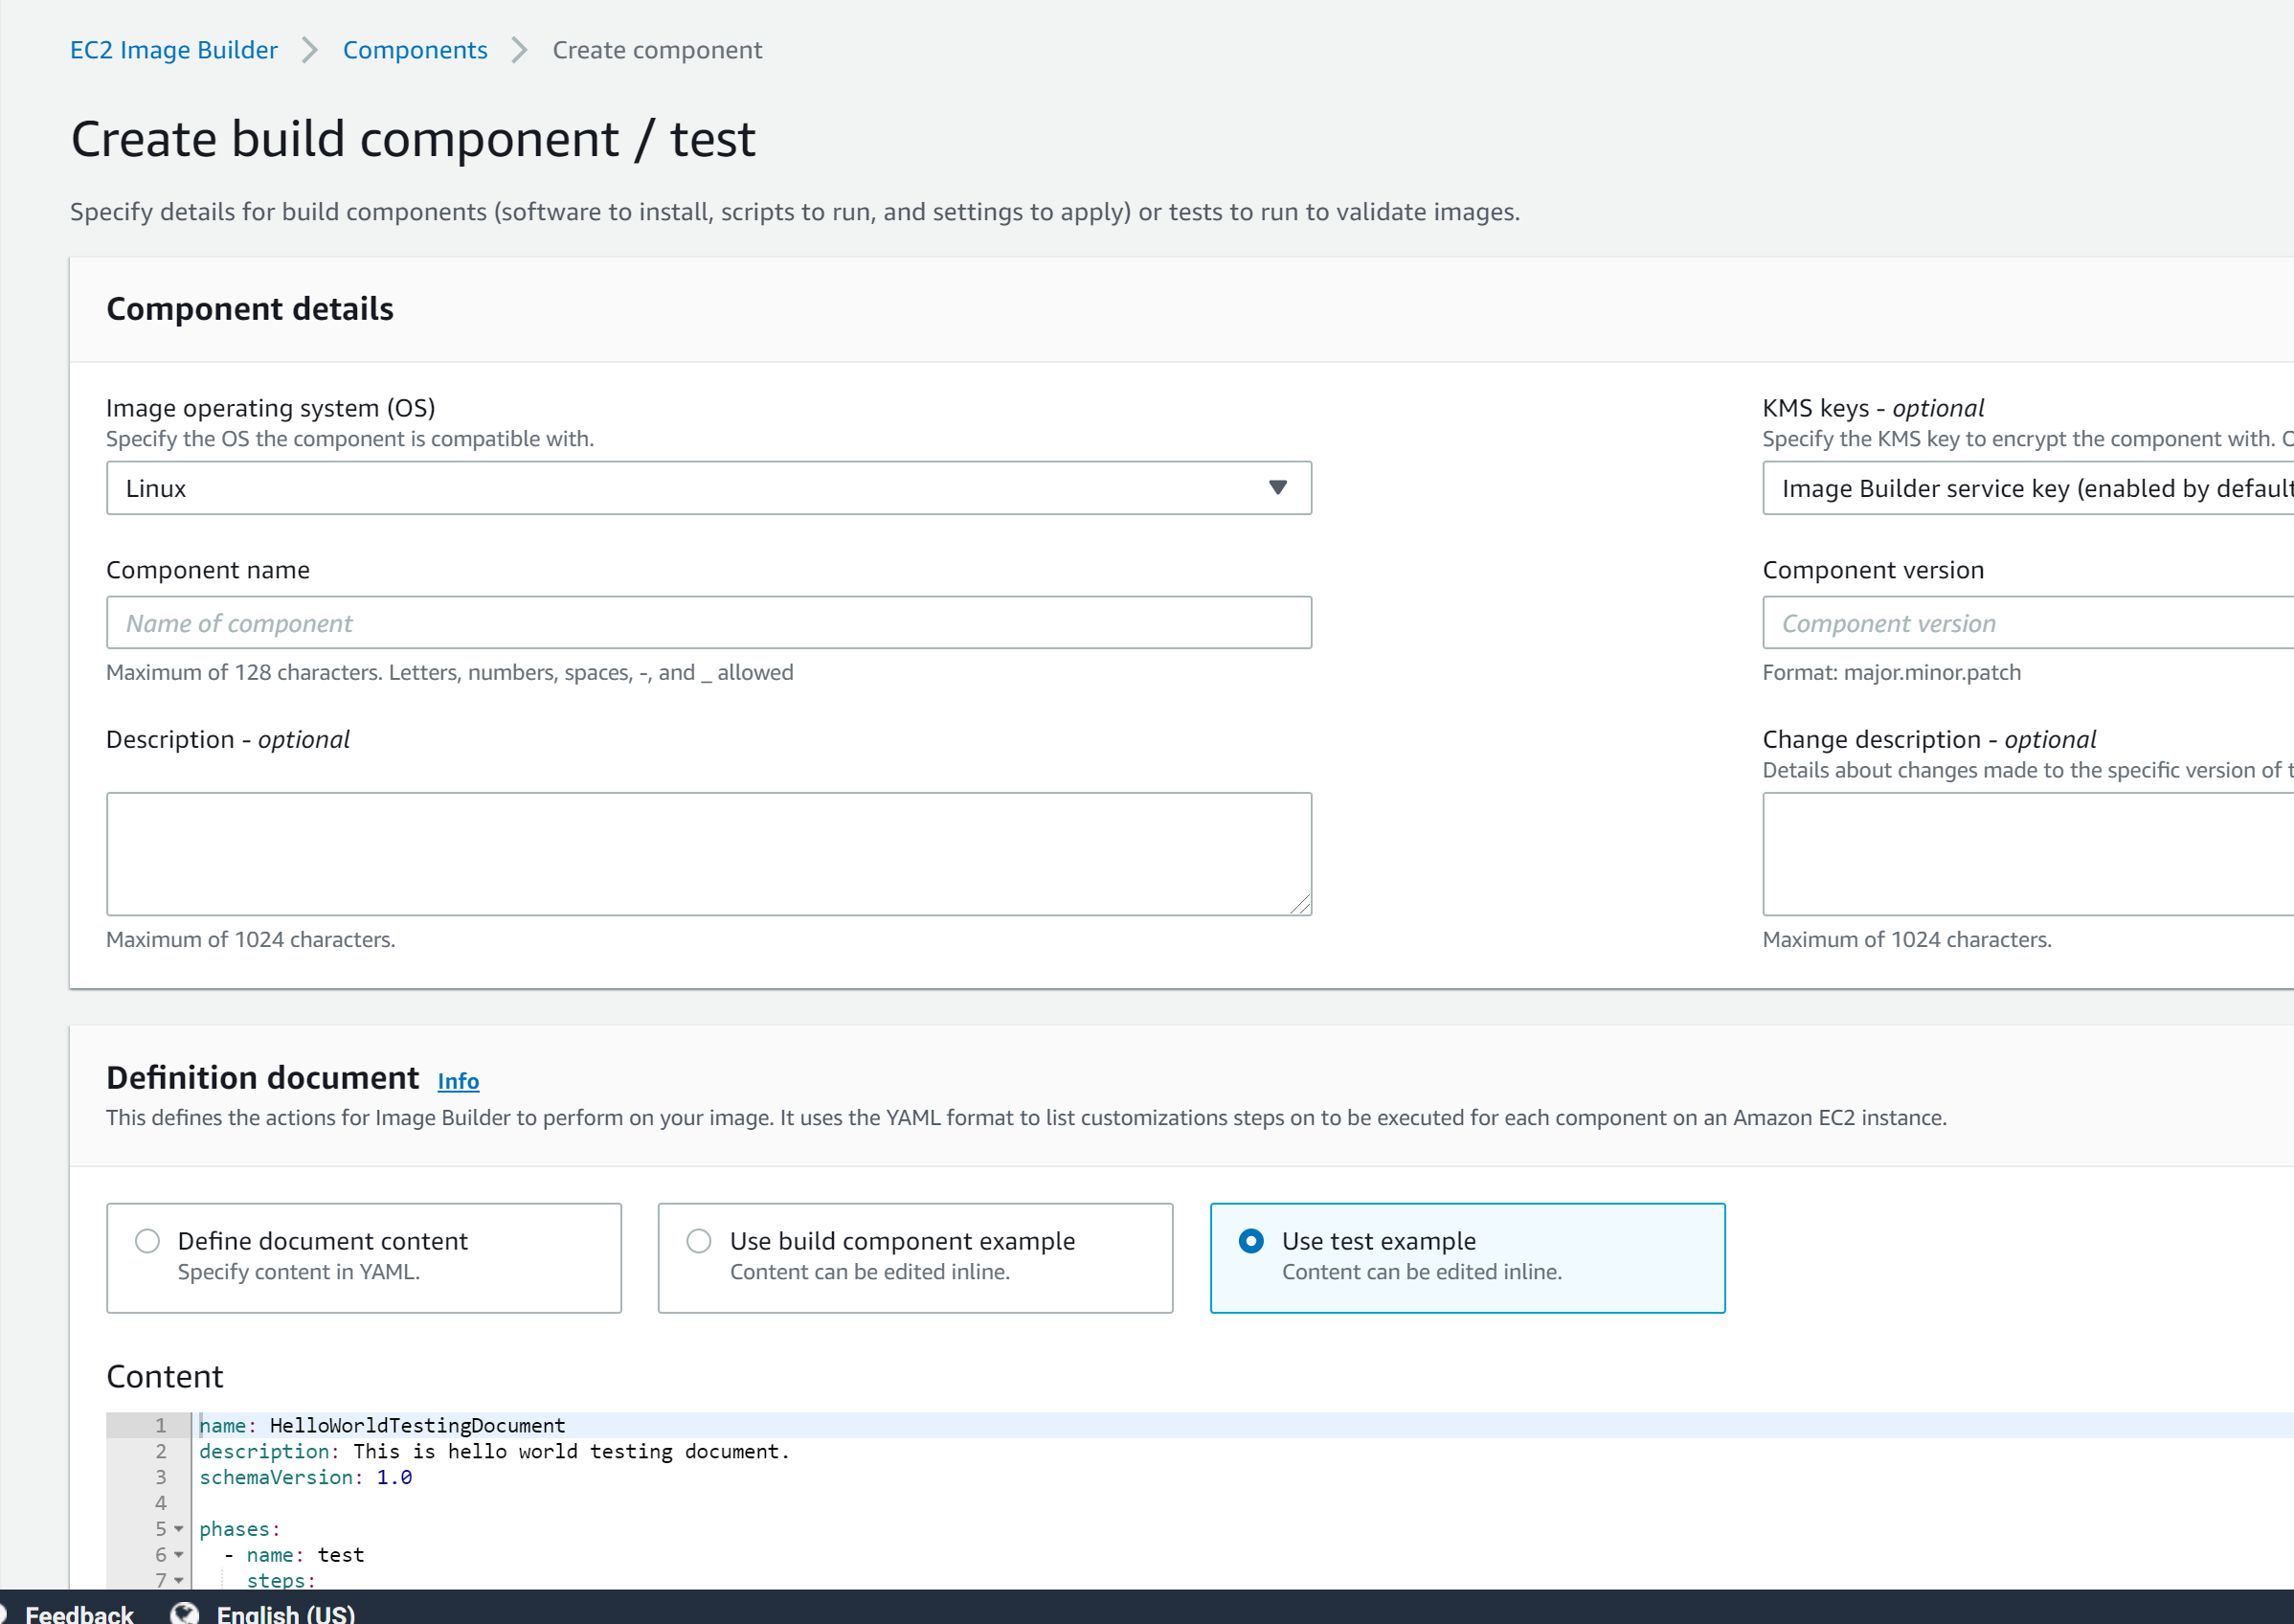 EC2 Image Builder > Components > Create component
Create build component / test
Specify details for build components (software to install, scripts to run, and settings to apply) or tests to run to validate images.
Component details
Image operating system (OS)
Specify the OS the component is compatible with.
Linux
KMS keys - optional
Specify the KMS key to encrypt the component with.
Image Builder service key (enabled by default
Component name
Name of component
Maximum of 128 characters. Letters, numbers, spaces, -, and _ allowed
Component version
Component version
Format: major.minor.patch
Description - optional
Maximum of 1024 characters.
Change description - optional
Details about changes made to the specific version of
Maximum of 1024 characters.
Definition document Info
This defines the actions for Image Builder to perform on your image. It uses the YAML format to list customizations steps on to be executed for each component on an Amazon EC2 instance.
Define document content
Specify content in YAML.
Use build component example
Content can be edited inline.
Use test example
Content can be edited inline.
Content
1 name: HelloWorldTestingDocument
2 description: This is hello world testing document.
3 schemaVersion: 1.0
4
5 phases:
6 - name: test
7 steps:
Feedback English (US)